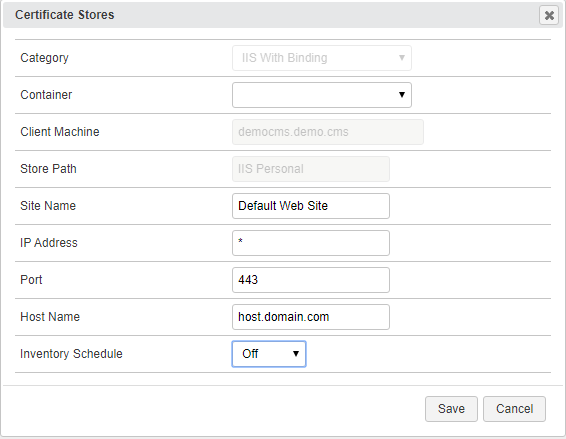 Certificate Stores
Category IIS With Binding
Container
Client Machine democms.demo.cms
Store Path IIS Personal
Site Name Default Web Site
IP Address *
Port 443
Host Name host.domain.com
Inventory Schedule Off
Save Cancel